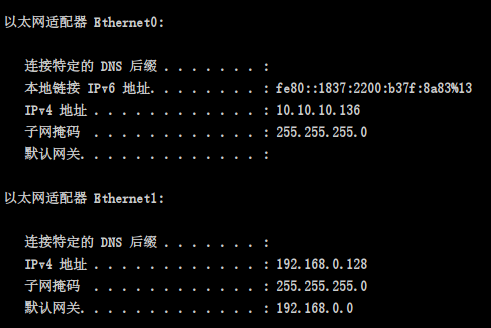 以太网适配器 Ethernet0:
连接特定的 DNS 后缀 . . . . . . . :
本地链接 IPv6 地址. . . . . . . . : fe80::1837:2200:b37f:8a83%13
IPv4 地址 . . . . . . . . . . . . : 10.10.10.136
子网掩码  . . . . . . . . . . . . : 255.255.255.0
默认网关. . . . . . . . . . . . . :
以太网适配器 Ethernet1:
连接特定的 DNS 后缀 . . . . . . . :
IPv4 地址 . . . . . . . . . . . . : 192.168.0.128
子网掩码  . . . . . . . . . . . . : 255.255.255.0
默认网关. . . . . . . . . . . . . : 192.168.0.0